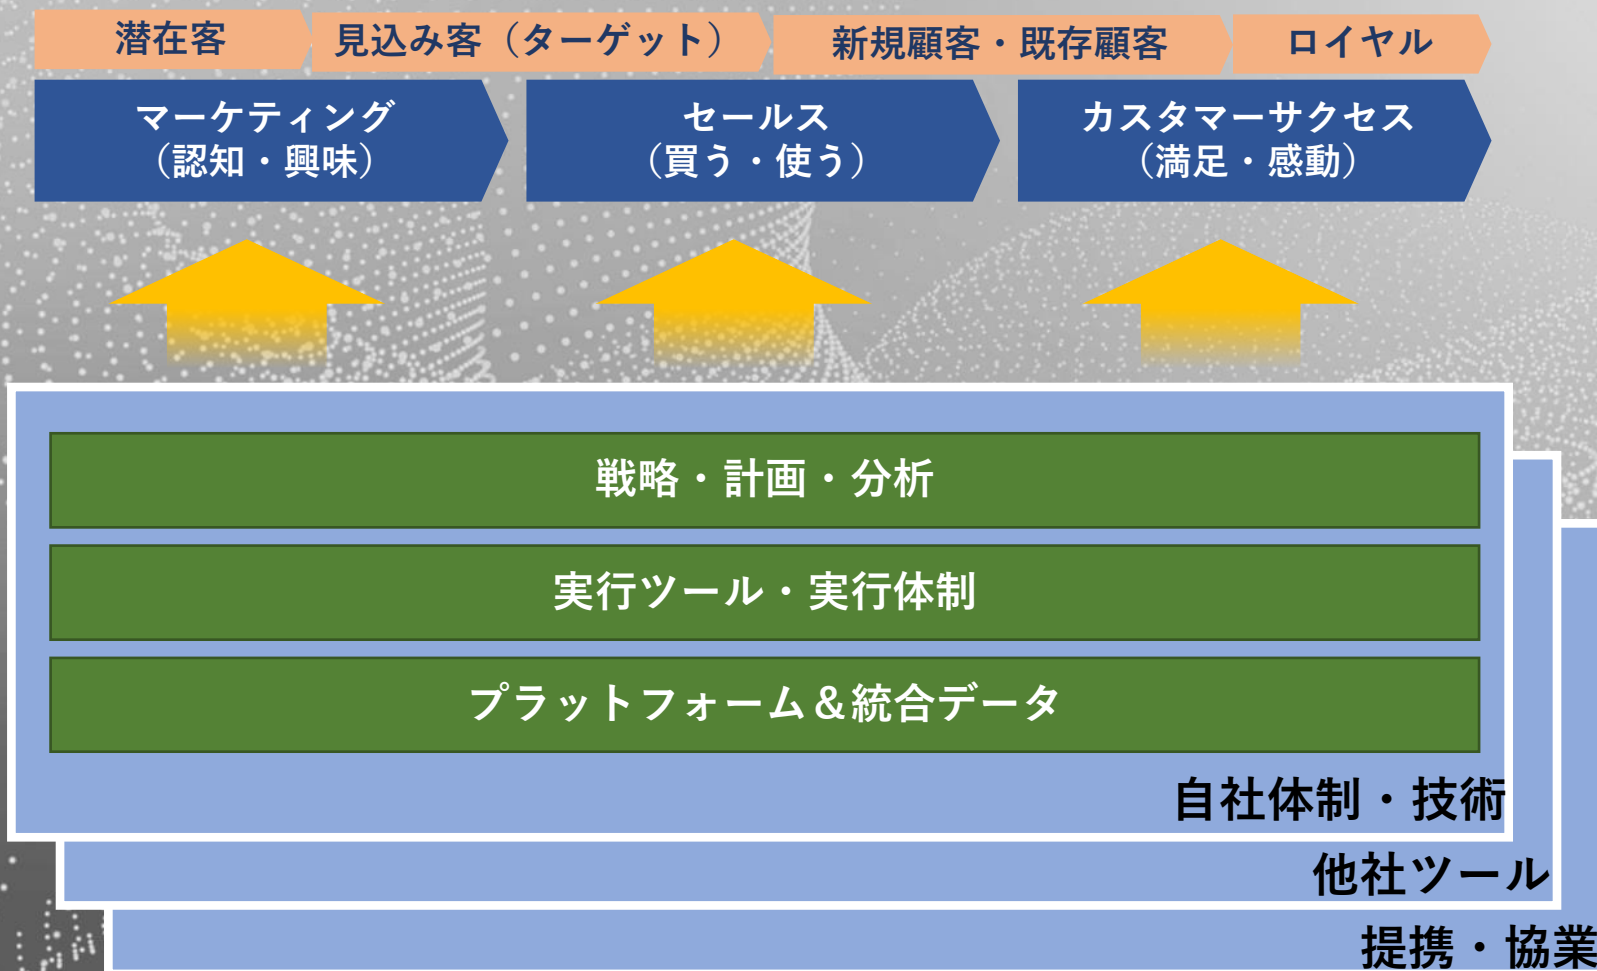 潜在客
見込み客（ターゲット）
新規顧客・既存顧客
ロイヤル
マーケティング
（認知・興味）
セールス
（買う・使う）
カスタマーサクセス
（満足・感動）
戦略・計画・分析
実行ツール・実行体制
プラットフォーム＆統合データ
自社体制・技術
他社ツール
提携・協業